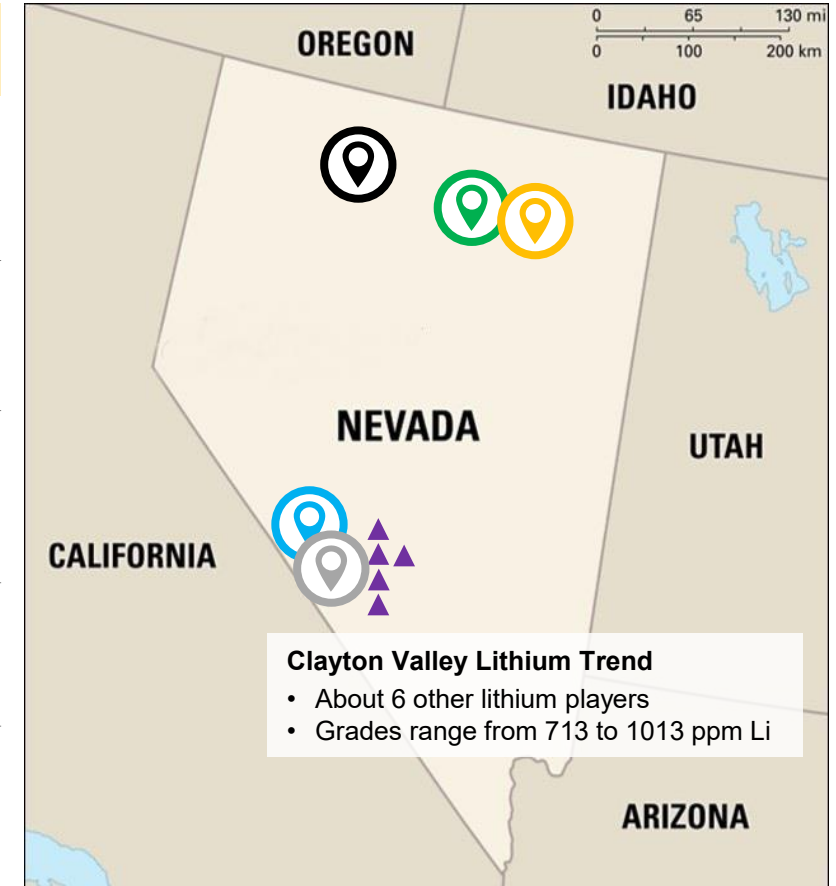 0 65 130 mi
0 100 200 km
OREGON
IDAHO
NEVADA
UTAH
CALIFORNIA
Clayton Valley Lithium Trend
• About 6 other lithium players
• Grades range from 713 to 1013 ppm Li
ARIZONA